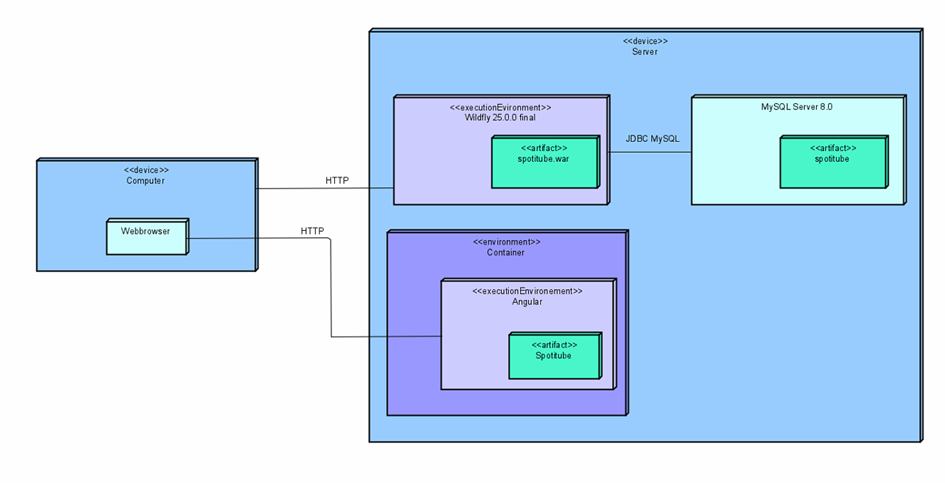 <<device>>
Server
<<executionEvironment>>
Wildfly 25.0.0 final
<<artifact>>
spotitube.war
JDBC MySQL
MySQL Server 8.0
<<artifact>>
spotitube
<<device>>
Computer
Webbrowser
HTTP
HTTP
<<environment>>
Container
<<executionEnvironement>>
Angular
<<artifact>>
Spotitube